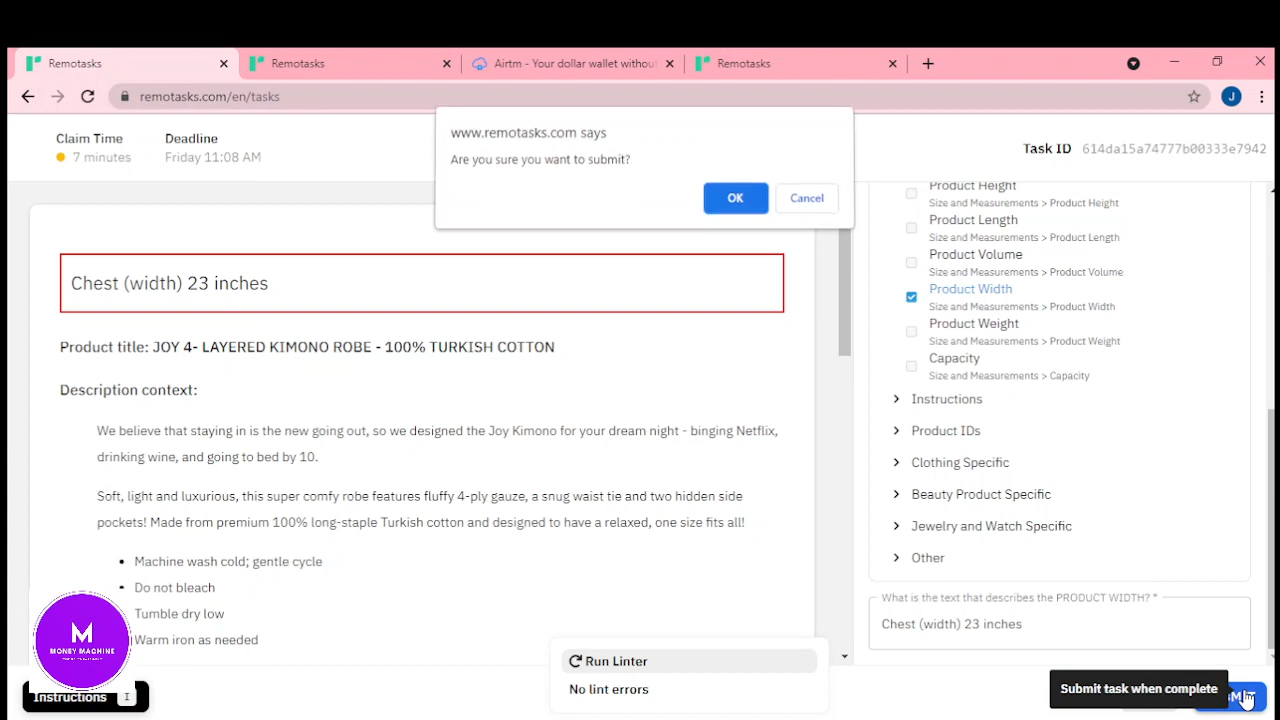 Remotasks
Remotasks
Airtm - Your dollar wallet withou
Remotasks
remotasks.com/en/tasks
J
Claim Time
7 minutes
Deadline
Friday 11:08 AM
www.remotasks.com says
Are you sure you want to submit?
OK
Cancel
Task ID 614da15a74777b00333e7942
Chest (width) 23 inches
Product title: JOY 4- LAYERED KIMONO ROBE - 100% TURKISH COTTON
Description context:
We believe that staying in is the new going out, so we designed the Joy Kimono for your dream night - binging Netflix,
drinking wine, and going to bed by 10.
Soft, light and luxurious, this super comfy robe features fluffy 4-ply gauze, a snug waist tie and two hidden side
pockets! Made from premium 100% long-staple Turkish cotton and designed to have a relaxed, one size fits all!
Machine wash cold; gentle cycle
Do not bleach
Tumble dry low
Warm iron as needed
M
MONEY MACHINE
Instructions I
Run Linter
No lint errors
Product Height
Size and Measurements > Product Height
Product Length
Size and Measurements > Product Length
Product Volume
Size and Measurements > Product Volume
Product Width
Size and Measurements > Product Width
Product Weight
Size and Measurements > Product Weight
Capacity
Size and Measurements > Capacity
Instructions
Product IDs
Clothing Specific
Beauty Product Specific
Jewelry and Watch Specific
Other
What is the text that describes the PRODUCT WIDTH? *
Chest (width) 23 inches
Submit task when complete